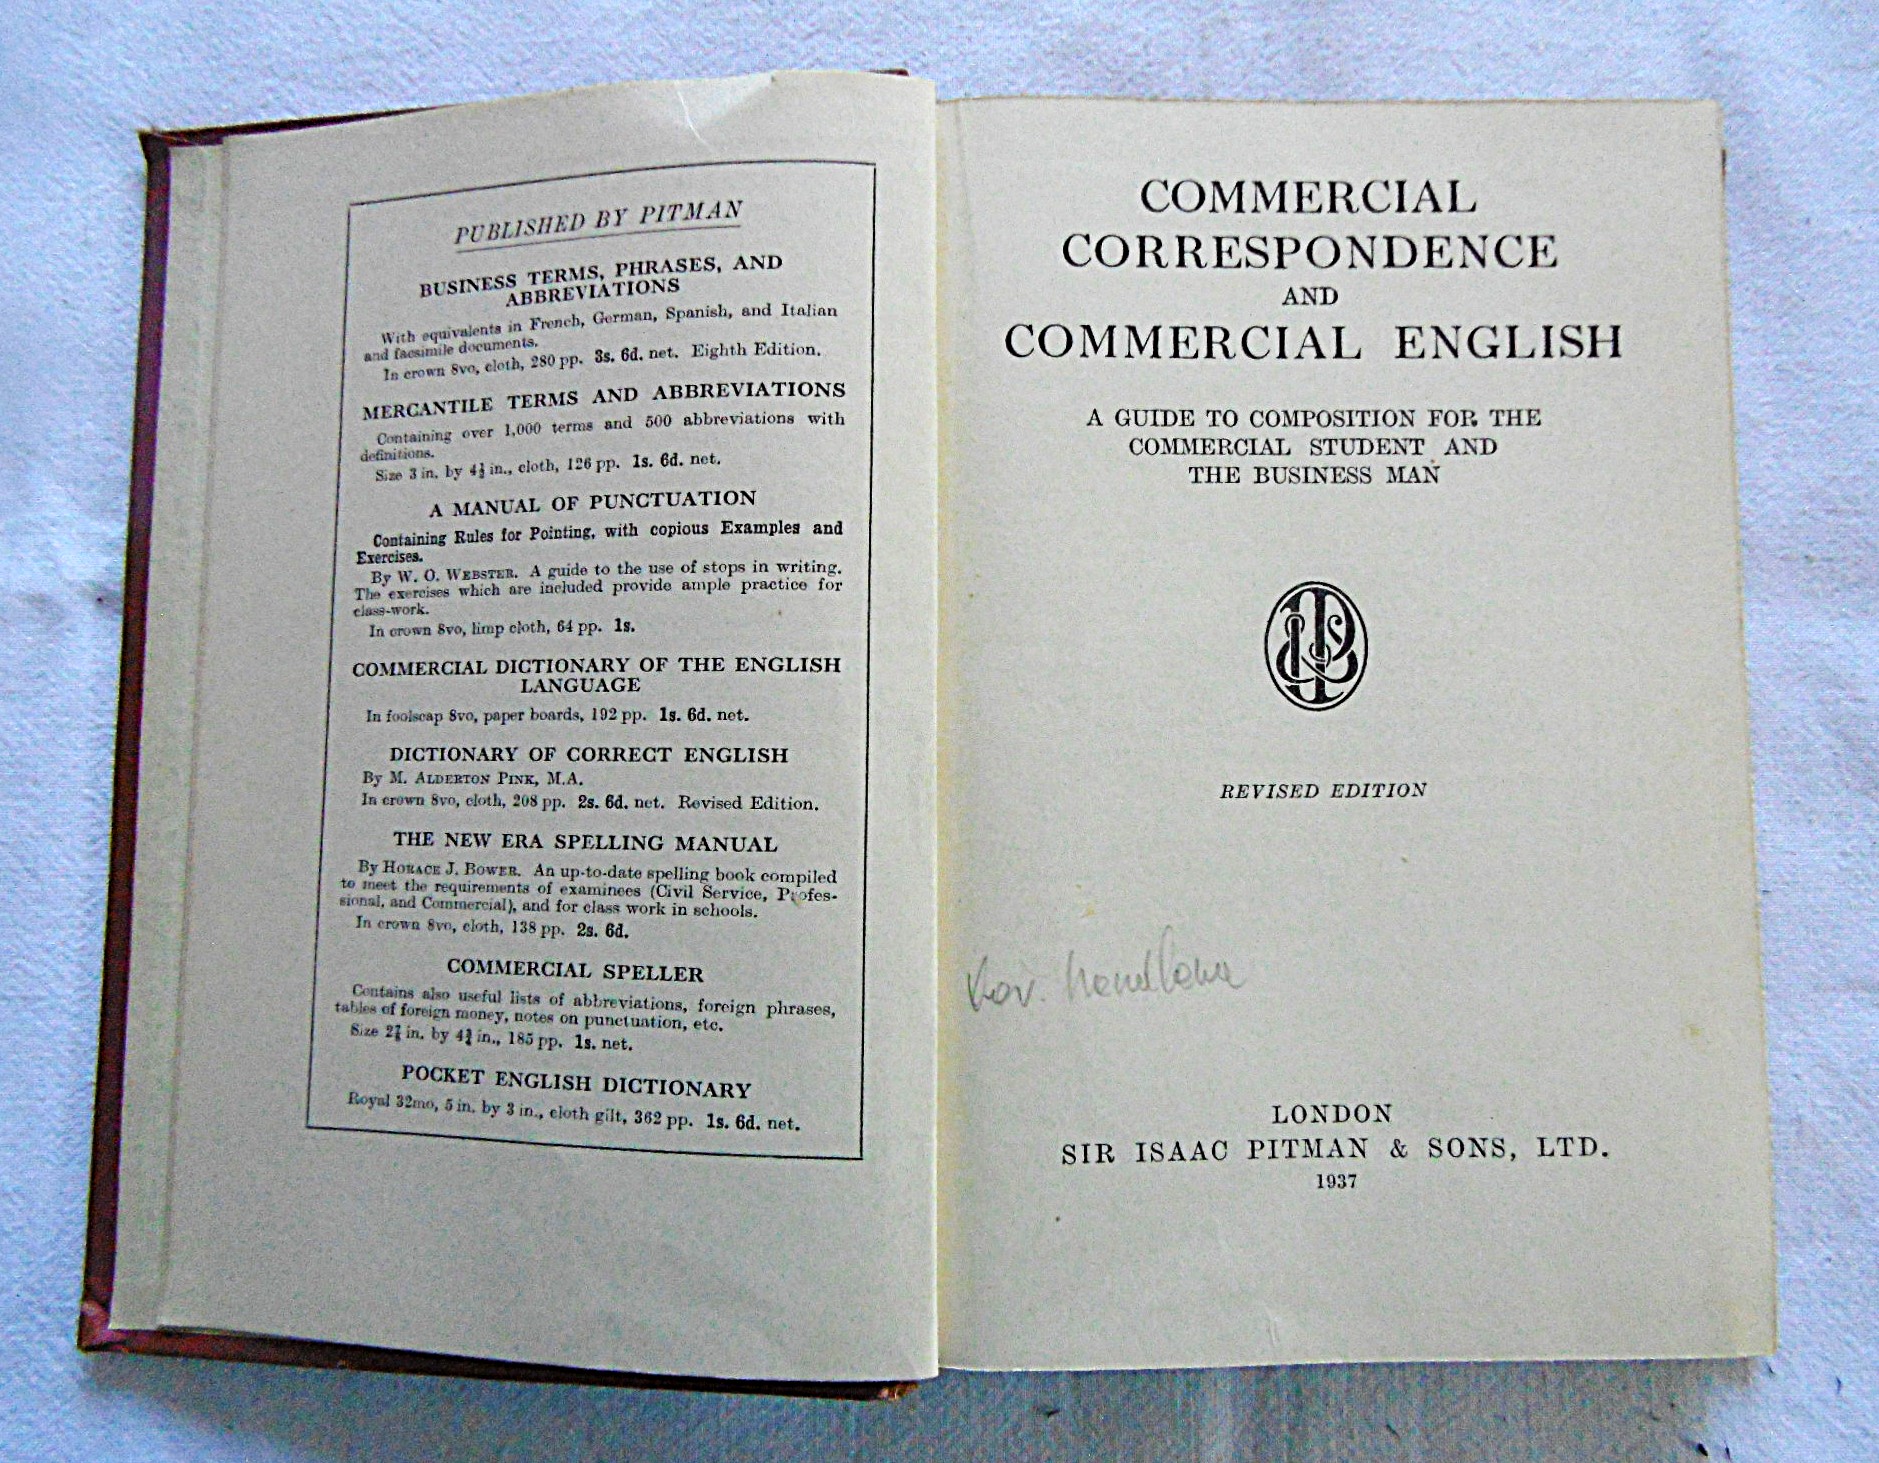 PUBLISHED BY PITMAN
BUSINESS TERMS, PHRASES, AND
ABBREVIATIONS
With equivalents in French, German, Spanish, and Italian
and facsimile documents.
In crown 8vo, cloth, 280 pp. 3s. 6d. net. Eighth Edition.
MERCANTILE TERMS AND ABBREVIATIONS
Containing over 1,000 terms and 500 abbreviations with
definitions.
Size 3 in. by 4¾ in., cloth, 126 pp. 1s. 6d. net.
A MANUAL OF PUNCTUATION
Containing Rules for Pointing, with copious Examples and
Exercises.
By W. O. WEBSTER. A guide to the use of stops in writing.
The exercises which are included provide ample practice for
class-work.
In crown 8vo, limp cloth, 64 pp. 1s.
COMMERCIAL DICTIONARY OF THE ENGLISH
LANGUAGE
In foolscap 8vo, paper boards, 192 pp. 1s. 6d. net.
DICTIONARY OF CORRECT ENGLISH
By M. ALDERTON PINK, M.A.
In crown 8vo, cloth, 208 pp. 2s. 6d. net. Revised Edition.
THE NEW ERA SPELLING MANUAL
By HORACE J. BOWER. An up-to-date spelling book compiled
to meet the requirements of examinees (Civil Service, Profes-
sional, and Commercial), and for class work in schools.
In crown 8vo, cloth, 138 pp. 2s. 6d.
COMMERCIAL SPELLER
Contains also useful lists of abbreviations, foreign phrases,
tables of foreign money, notes on punctuation, etc.
Size 2¾ in. by 4¾ in., 185 pp. 1s. net.
POCKET ENGLISH DICTIONARY
Royal 32mo, 5 in. by 3 in., cloth gilt, 362 pp. 1s. 6d. net.
COMMERCIAL
CORRESPONDENCE
AND
COMMERCIAL ENGLISH
A GUIDE TO COMPOSITION FOR THE
COMMERCIAL STUDENT AND
THE BUSINESS MAN
REVISED EDITION
LONDON
SIR ISAAC PITMAN & SONS, LTD.
1937